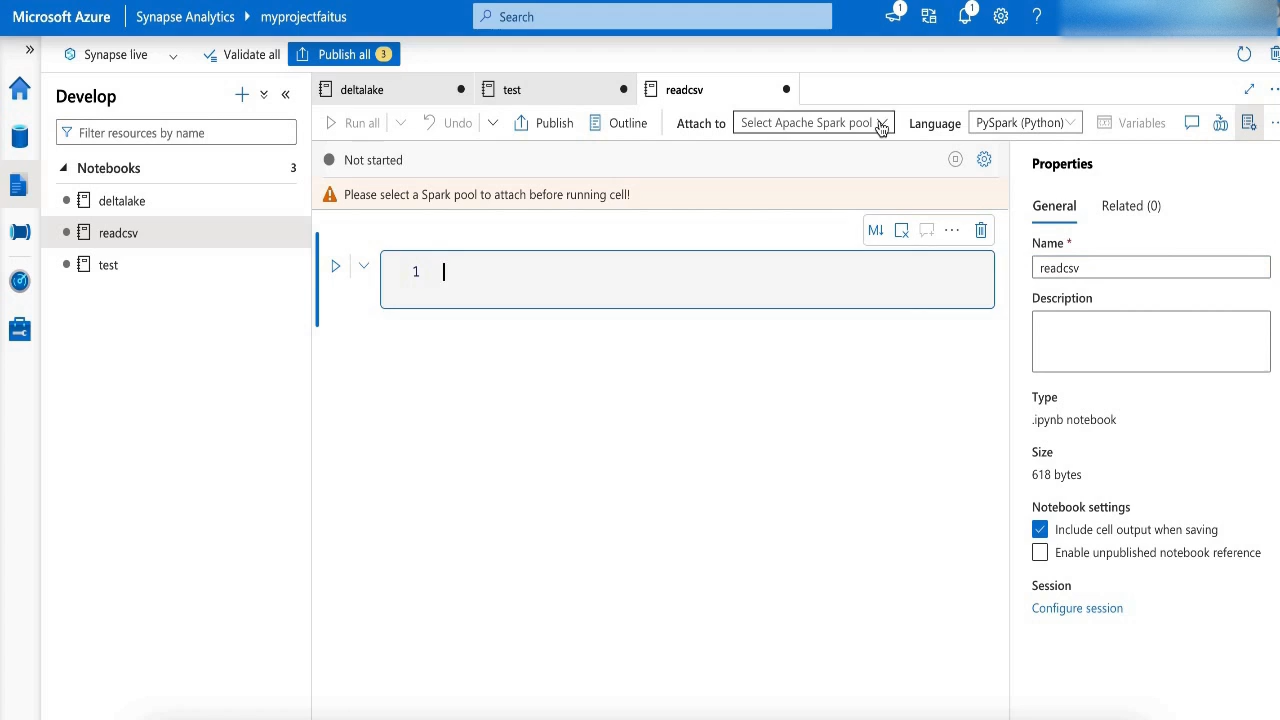 Microsoft Azure
Synapse Analytics
myprojectfaitus
Search
1
1
Synapse live
Validate all
Publish all
3
Develop
Filter resources by name
Notebooks
3
deltalake
readcsv
test
deltalake
test
readcsv
Run all
Undo
Publish
Outline
Attach to
Select Apache Spark pool
Language
PySpark (Python)
Variables
Not started
Please select a Spark pool to attach before running cell!
M↓
1
Properties
General
Related (0)
Name *
readcsv
Description
Type
.ipynb notebook
Size
618 bytes
Notebook settings
Include cell output when saving
Enable unpublished notebook reference
Session
Configure session